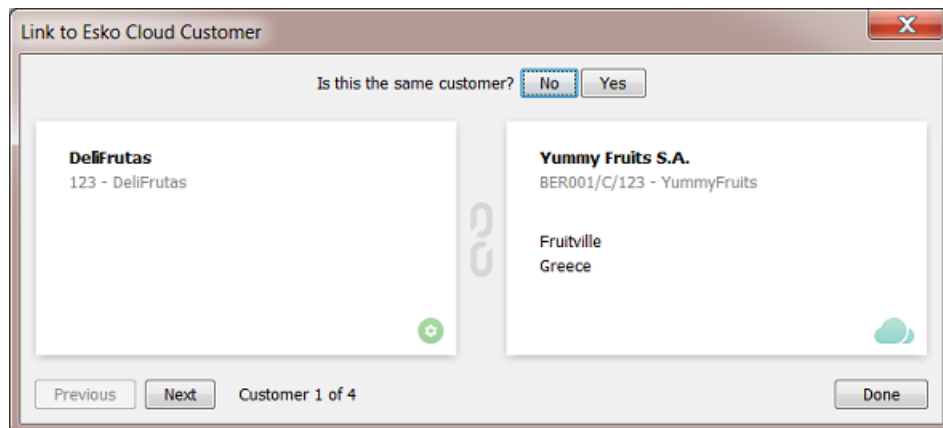 Link to Esko Cloud Customer
Is this the same customer? No Yes
DeliFrutas
123 - DeliFrutas
Yummy Fruits S.A.
BER001/C/123 - YummyFruits
Fruitville
Greece
Previous Next Customer 1 of 4 Done